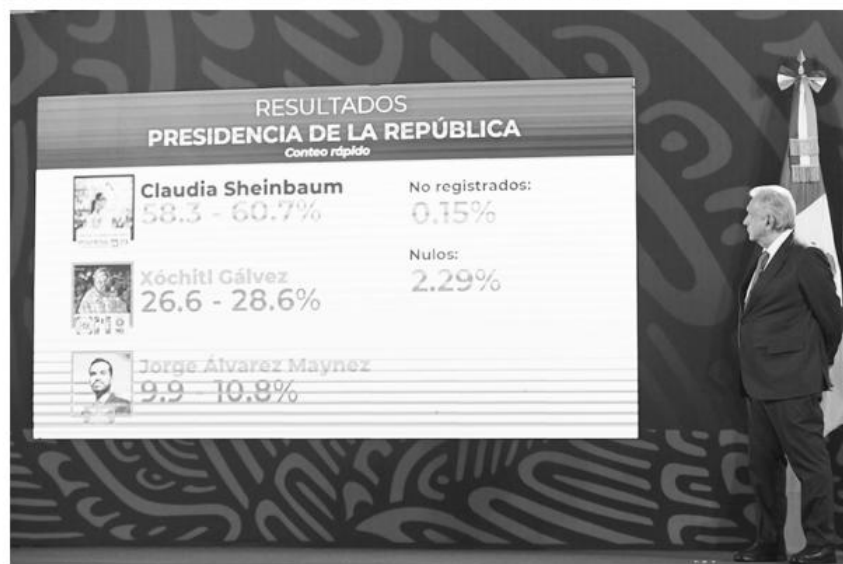 RESULTADOS
PRESIDENCIA DE LA REPÚBLICA
Conteo rápido
Claudia Sheinbaum
58.3 - 60.7%
Xóchitl Gálvez
26.6 - 28.6%
Jorge Álvarez Maynez
9.9 - 10.8%
No registrados:
0.15%
Nulos:
2.29%